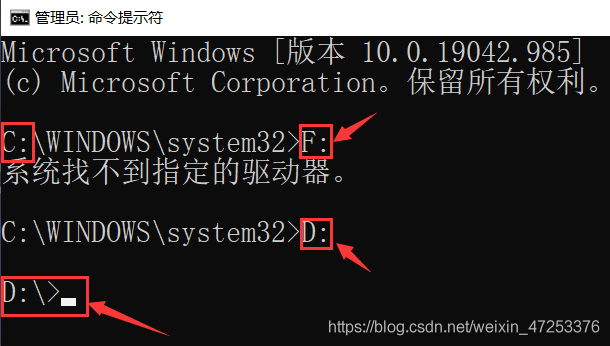 管理员: 命令提示符
Microsoft Windows [版本 10.0.19042.985]
(c) Microsoft Corporation。保留所有权利。
C:\WINDOWS\system32>F:
系统找不到指定的驱动器。
C:\WINDOWS\system32>D:
D:\>
https://blog.csdn.net/weixin_47253376